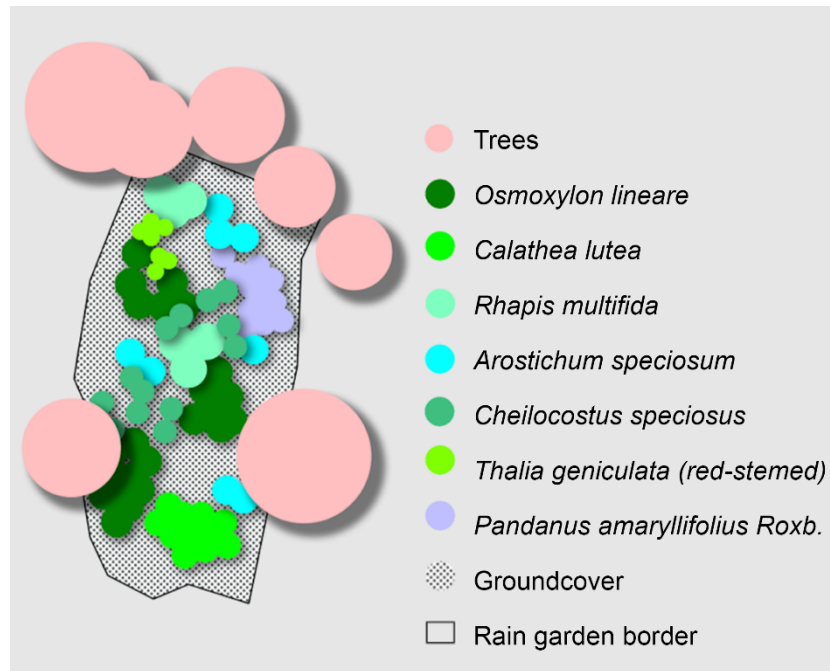 Trees
Osmoxylon lineare
Calathea lutea
Rhapis multifida
Arostichum speciosum
Cheilocostus speciosus
Thalia geniculata (red-stemmed)
Pandanus amaryllifolius Roxb.
Groundcover
Rain garden border